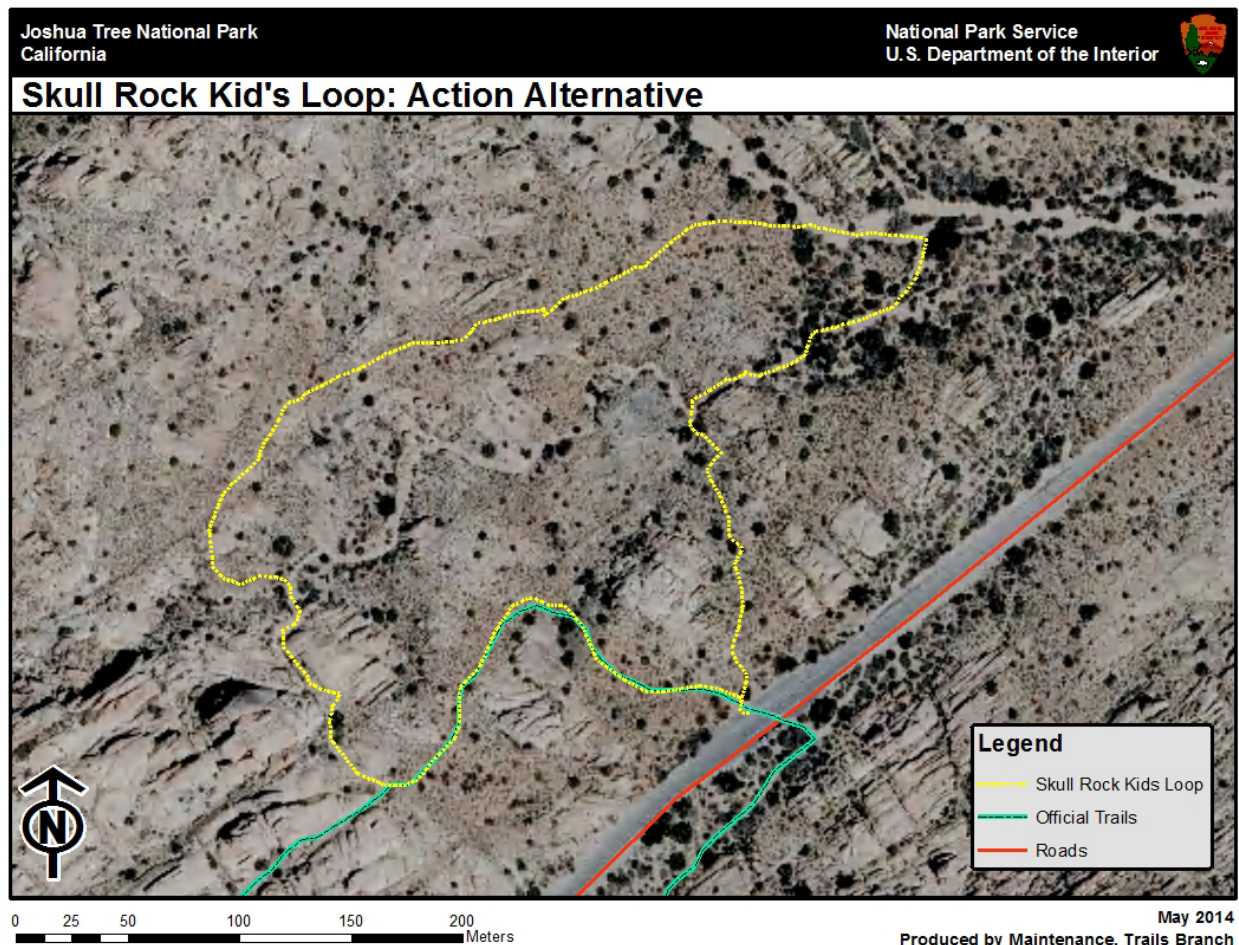 Joshua Tree National Park
California
National Park Service
U.S. Department of the Interior
Skull Rock Kid's Loop: Action Alternative
Legend
Skull Rock Kids Loop
Official Trails
Roads
N
0 25 50 100 150 200
Meters
May 2014
Produced by Maintenance, Trails Branch